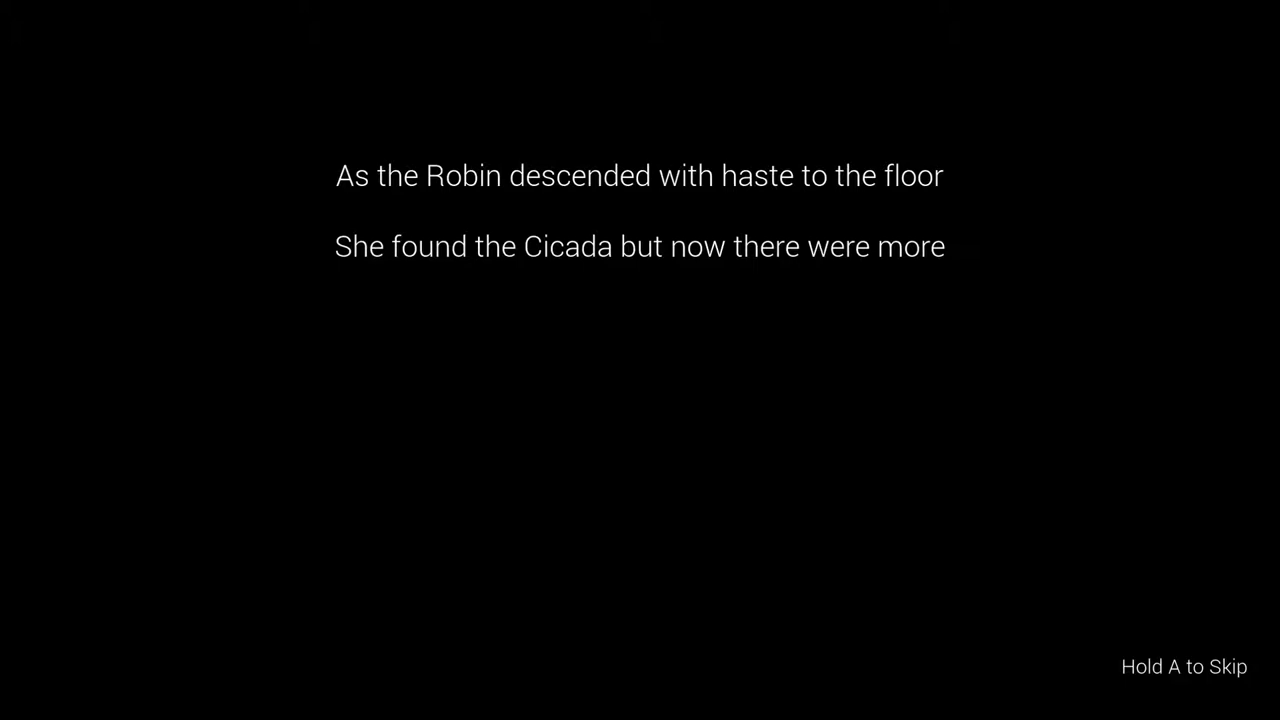 As the Robin descended with haste to the floor
She found the Cicada but now there were more
Hold A to Skip